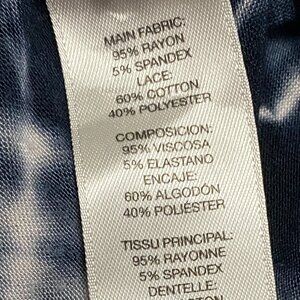 MAIN FABRIC:
95% RAYON
5% SPANDEX
LACE:
60% COTTON
40% POLYESTER
COMPOSICION:
95% VISCOSA
5% ELASTANO
ENCAJE:
60% ALGODÓN
40% POLIÉSTER
TISSU PRINCIPAL:
95% RAYONNE
5% SPANDEX
DENTELLE: